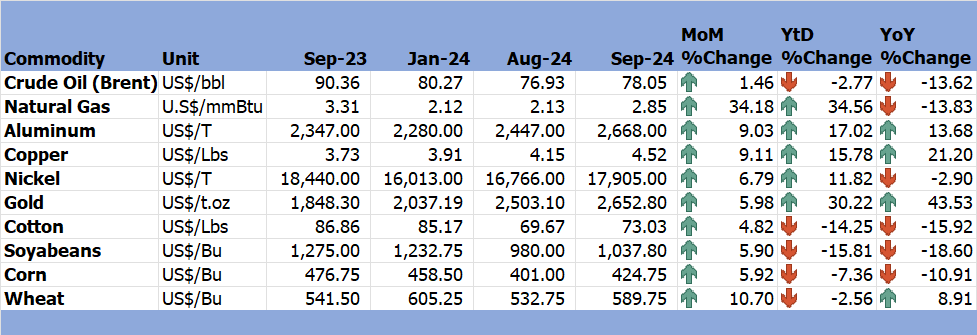 MoM YtD YoY
Commodity Unit Sep-23 Jan-24 Aug-24 Sep-24 %Change %Change %Change
Crude Oil (Brent) US$/bbl 90.36 80.27 76.93 78.05 1.46 -2.77 -13.62
Natural Gas U.S$/mmBtu 3.31 2.12 2.13 2.85 34.18 34.56 -13.83
Aluminum US$/T 2,347.00 2,280.00 2,447.00 2,668.00 9.03 17.02 13.68
Copper US$/Lbs 3.73 3.91 4.15 4.52 9.11 15.78 21.20
Nickel US$/T 18,440.00 16,013.00 16,766.00 17,905.00 6.79 11.82 -2.90
Gold US$/t.oz 1,848.30 2,037.19 2,503.10 2,652.80 5.98 30.22 43.53
Cotton US$/Lbs 86.86 85.17 69.67 73.03 4.82 -14.25 -15.92
Soyabeans US$/Bu 1,275.00 1,232.75 980.00 1,037.80 5.90 -15.81 -18.60
Corn US$/Bu 476.75 458.50 401.00 424.75 5.92 -7.36 -10.91
Wheat US$/Bu 541.50 605.25 532.75 589.75 10.70 -2.56 8.91